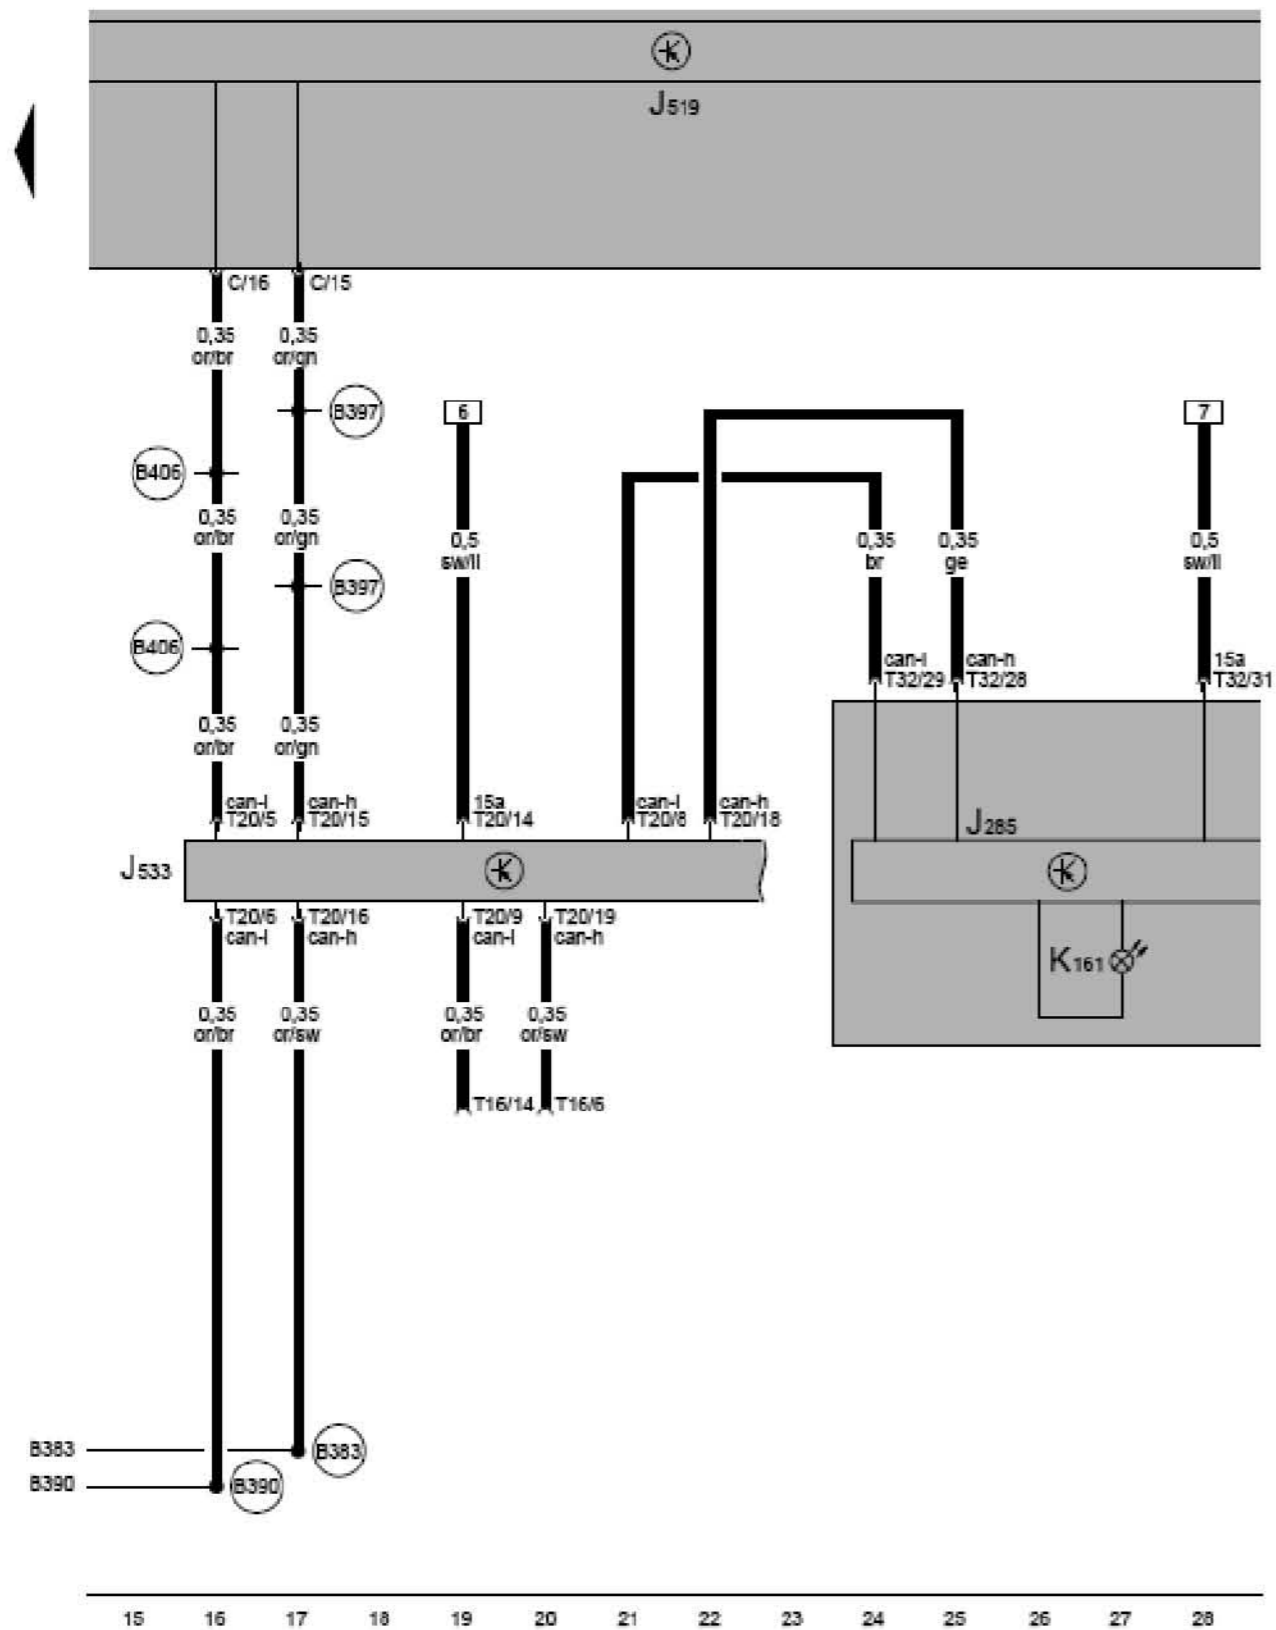 J519
C/16 C/15
0,35 0,35
or/br or/gn
B397 6 7
B406
0,35 0,35
or/br or/gn
0,5 0,35 0,35 0,5
sw/li br ge sw/li
B397
B406
can-l can-h 15a
T32/29 T32/28 T32/31
0,35 0,35
or/br or/gn
can-l can-h 15a can-l can-h
T20/5 T20/15 T20/14 T20/8 T20/18
J285
J533
T20/6 T20/16 T20/9 T20/19
can-l can-h can-l can-h
K161
0,35 0,35 0,35 0,35
or/br or/sw or/br or/sw
T16/14 T16/6
B383 B383
B390 B390
15 16 17 18 19 20 21 22 23 24 25 26 27 28